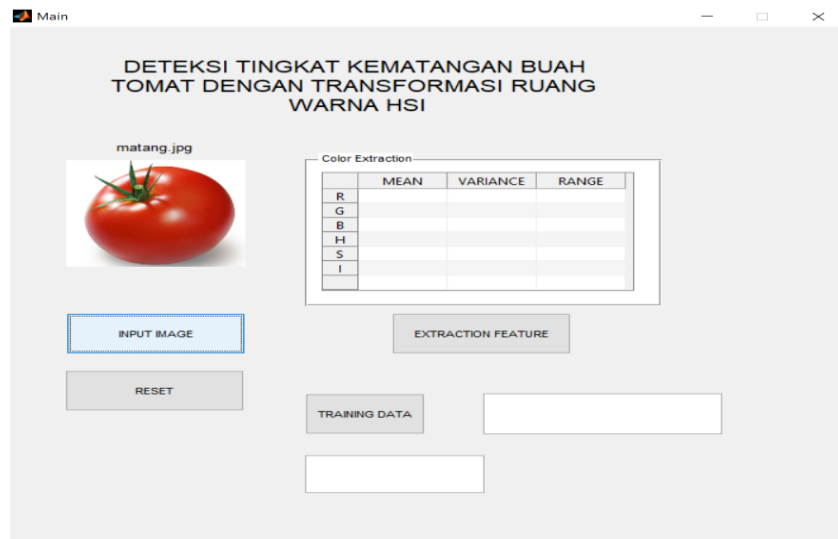 Main
DETEKSI TINGKAT KEMATANGAN BUAH
TOMAT DENGAN TRANSFORMASI RUANG
WARNA HSI
matang.jpg
Color Extraction
MEAN VARIANCE RANGE
R
G
B
H
S
I
INPUT IMAGE
EXTRACTION FEATURE
RESET
TRAINING DATA